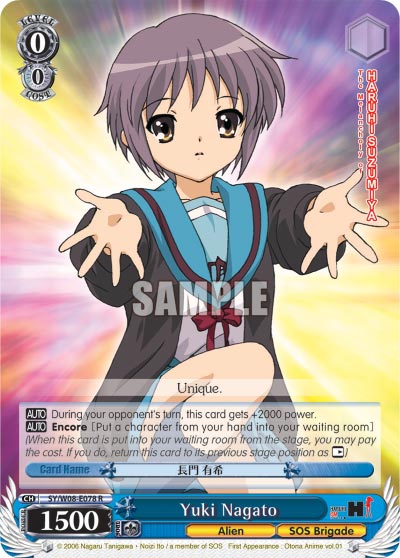 LEVEL
0
0
COST
The Melancholy of
HARUHI SUZUMIYA
SAMPLE
Unique.
AUTO During your opponent's turn, this card gets +2000 power.
AUTO Encore [Put a character from your hand into your waiting room]
(When this card is put into your waiting room from the stage, you may pay
the cost. If you do, return this card to its previous stage position as REST)
Card Name
長門 有希
CH SY/W08-E078 R
POWER 1500 SOUL
Yuki Nagato
Alien
SOS Brigade
© 2006 Nagaru Tanigawa • Noizi Ito / a member of SOS First Appearance : Otona Anime vol.01